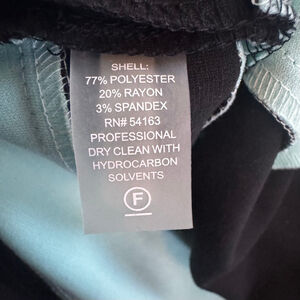 SHELL:
77% POLYESTER
20% RAYON
3% SPANDEX
RN# 54163
PROFESSIONAL
DRY CLEAN WITH
HYDROCARBON
SOLVENTS
F